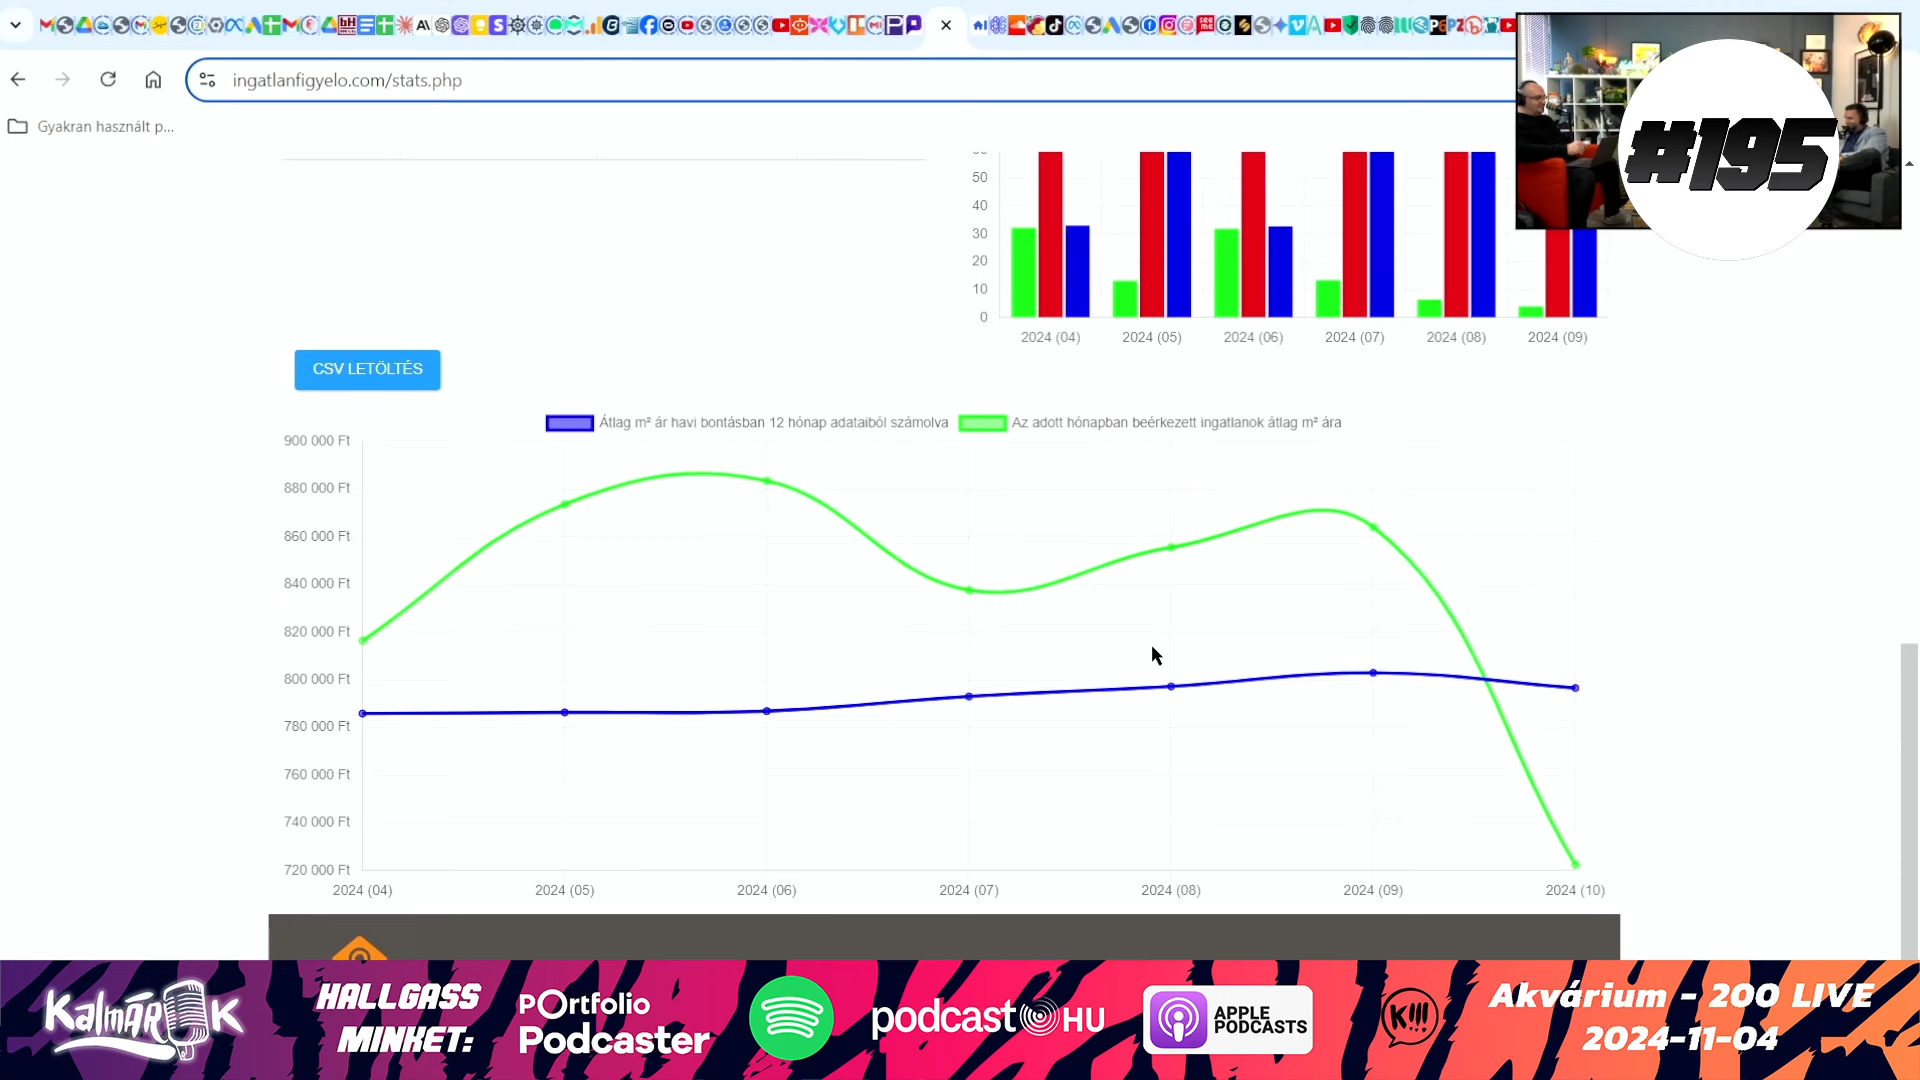 ingatlanfigyelo.com/stats.php
Gyakran használt p...
#195
50
40
30
20
10
0
2024 (04) 2024 (05) 2024 (06) 2024 (07) 2024 (08) 2024 (09)
CSV LETÖLTÉS
Átlag m² ár havi bontásban 12 hónap adataiból számolva Az adott hónapban beérkezett ingatlanok átlag m² ára
900 000 Ft
880 000 Ft
860 000 Ft
840 000 Ft
820 000 Ft
800 000 Ft
780 000 Ft
760 000 Ft
740 000 Ft
720 000 Ft
2024 (04) 2024 (05) 2024 (06) 2024 (07) 2024 (08) 2024 (09) 2024 (10)
KalmÁROK
HALLGASS
MINKET:
POrtfolio
Podcaster
podcast HU
APPLE
PODCASTS
K!!!
Akvárium - 200 LIVE
2024-11-04